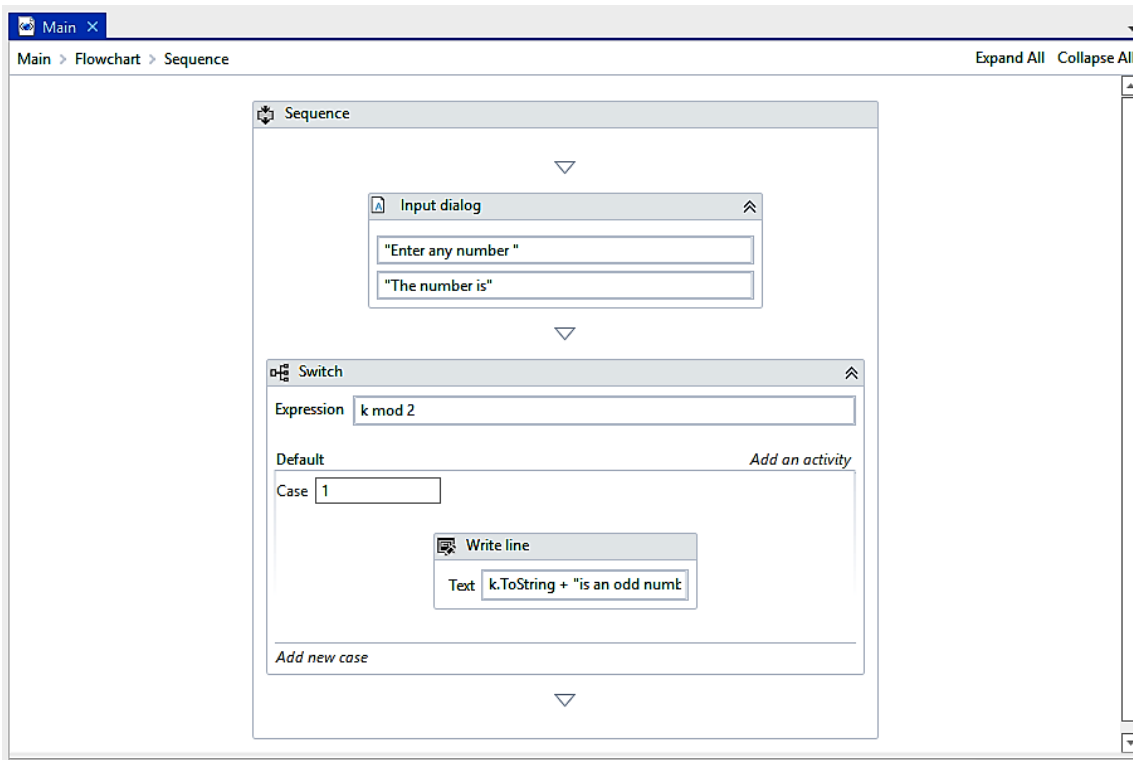 Main
Main > Flowchart > Sequence
Expand All Collapse All
Sequence
Input dialog
"Enter any number "
"The number is"
Switch
Expression k mod 2
Default Add an activity
Case 1
Write line
Text k.ToString + "is an odd numb
Add new case